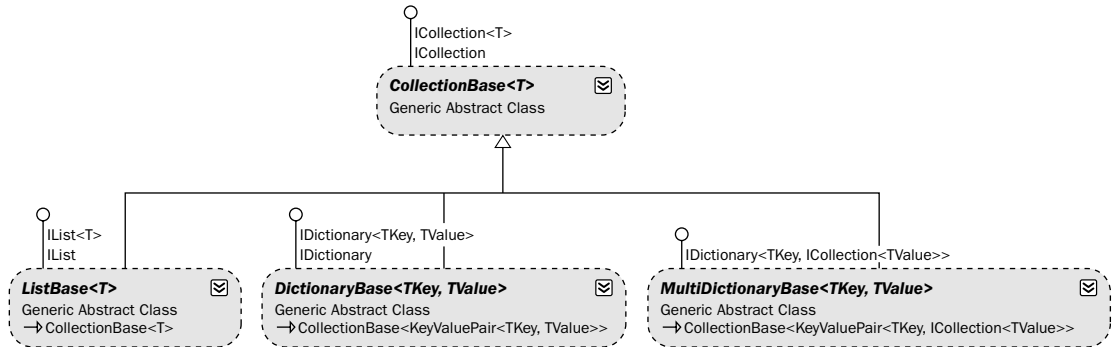 ICollection<T>
ICollection
CollectionBase<T>
Generic Abstract Class
IList<T>
IList
ListBase<T>
Generic Abstract Class
CollectionBase<T>
IDictionary<TKey, TValue>
IDictionary
DictionaryBase<TKey, TValue>
Generic Abstract Class
CollectionBase<KeyValuePair<TKey, TValue>>
IDictionary<TKey, ICollection<TValue>>
MultiDictionaryBase<TKey, TValue>
Generic Abstract Class
CollectionBase<KeyValuePair<TKey, ICollection<TValue>>